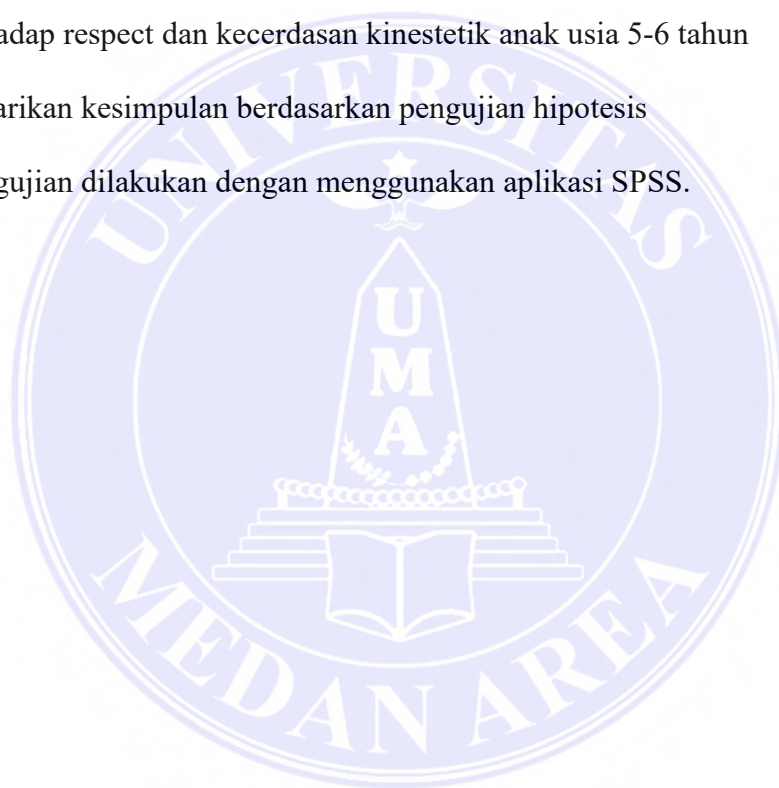 adap respect dan kecerdasan kinestetik anak usia 5-6 tahun
arikan kesimpulan berdasarkan pengujian hipotesis
gujian dilakukan dengan menggunakan aplikasi SPSS.
UNIVERSITAS
U
M
A
MEDAN AREA